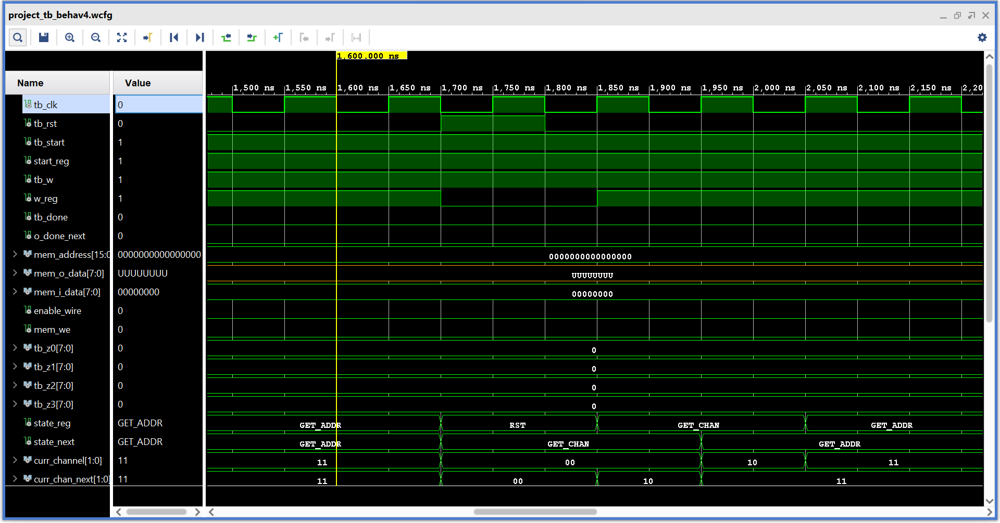 project_tb_behav4.wcfg
1,600.000 ns
Name Value
1,500 ns 1,550 ns 1,600 ns 1,650 ns 1,700 ns 1,750 ns 1,800 ns 1,850 ns 1,900 ns 1,950 ns 2,000 ns 2,050 ns 2,100 ns 2,150 ns 2,20
tb_clk 0
tb_rst 0
tb_start 1
start_reg 1
tb_w 1
w_reg 1
tb_done 0
o_done_next 0
mem_address[15:0 0000000000000000 0000000000000000
mem_o_data[7:0] UUUUUUUU UUUUUUUU
mem_i_data[7:0] 00000000 00000000
enable_wire 0
mem_we 0
tb_z0[7:0] 0 0
tb_z1[7:0] 0 0
tb_z2[7:0] 0 0
tb_z3[7:0] 0 0
state_reg GET_ADDR GET_ADDR RST GET_CHAN GET_ADDR
state_next GET_ADDR GET_ADDR GET_CHAN GET_ADDR
curr_channel[1:0] 11 11 00 10 11
curr_chan_next[1:0] 11 11 00 10 11